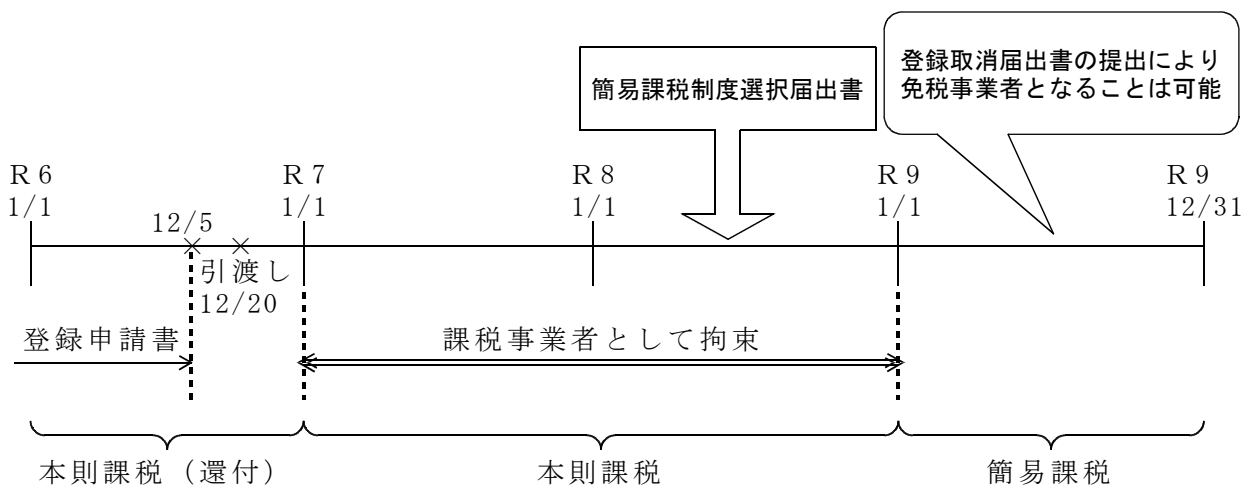 簡易課税制度選択届出書
登録取消届出書の提出により
免税事業者となることは可能
R6
1/1
R7
1/1
R8
1/1
R9
1/1
R9
12/31
12/5
引渡し
12/20
登録申請書
課税事業者として拘束
本則課税（還付）
本則課税
簡易課税